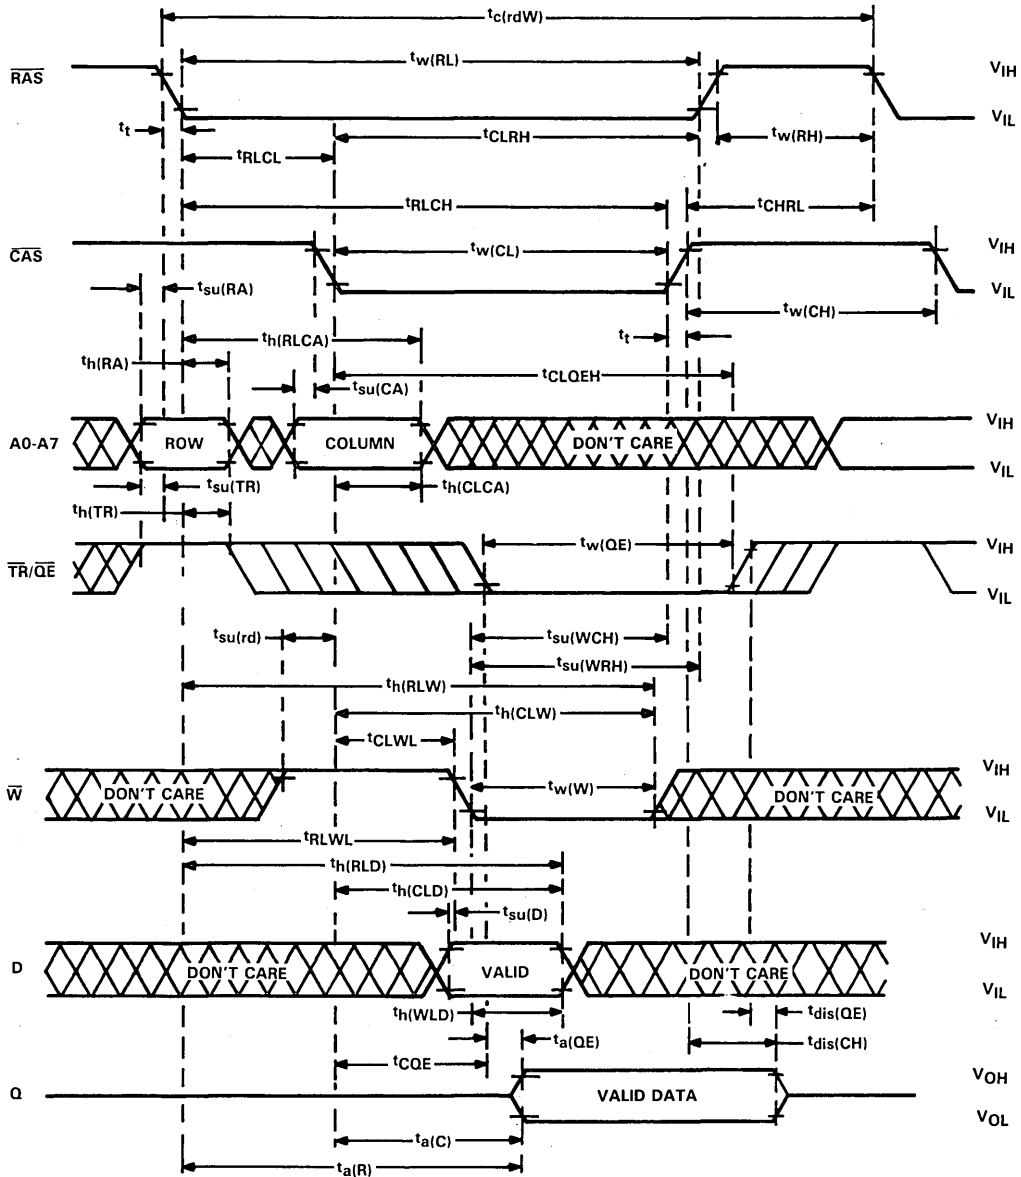 tc(rdW)
tw(RL)
RAS
VIH
VIL
tt
tCLRH
tw(RH)
tRLCL
tRLCH
tCHRL
CAS
tw(CL)
VIH
VIL
tsu(RA)
tw(CH)
th(RLCA)
tt
th(RA)
tCLQEH
tsu(CA)
A0-A7
ROW
COLUMN
DON'T CARE
VIH
VIL
tsu(TR)
th(CLCA)
th(TR)
TR/QE
tw(QE)
VIH
VIL
tsu(rd)
tsu(WCH)
tsu(WRH)
th(RLW)
th(CLW)
tCLWL
W
DON'T CARE
tw(W)
DON'T CARE
VIH
VIL
tRLWL
th(RLD)
th(CLD)
tsu(D)
D
DON'T CARE
VALID
DON'T CARE
VIH
VIL
th(WLD)
tdis(QE)
ta(QE)
tdis(CH)
tCQE
Q
VALID DATA
VOH
VOL
ta(C)
ta(R)